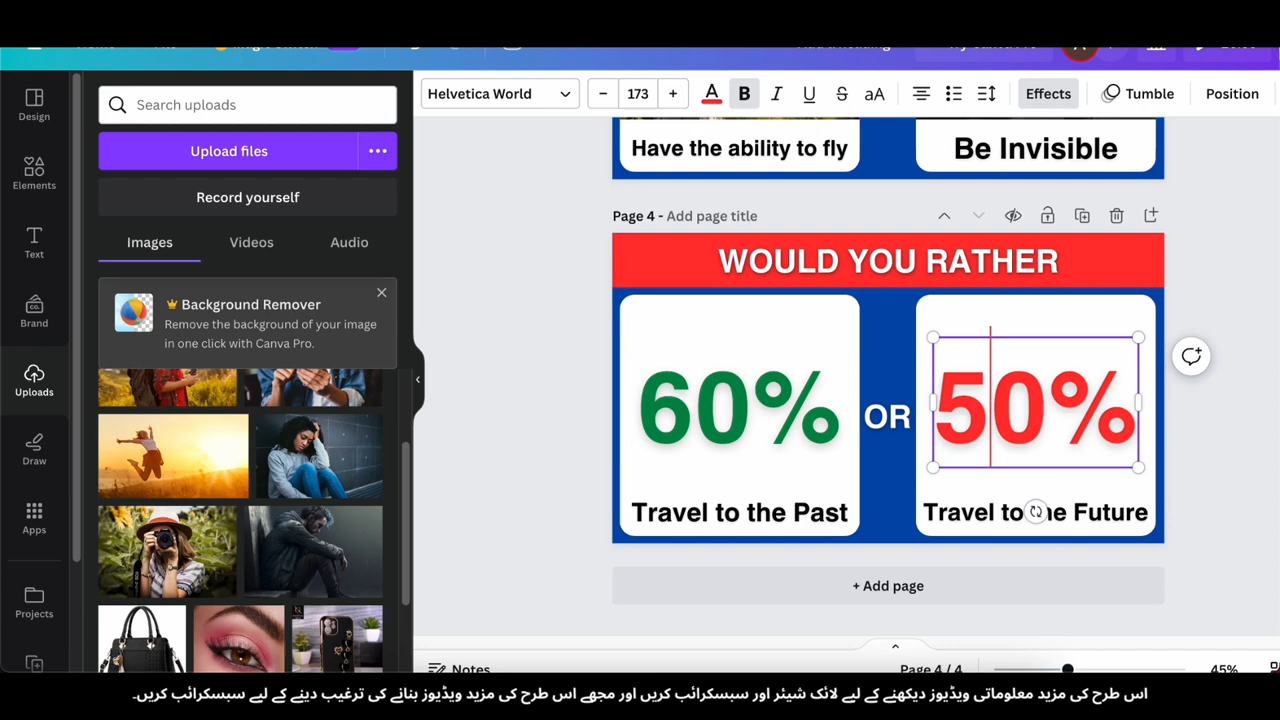 Search uploads
Upload files
Record yourself
Images Videos Audio
Background Remover
Remove the background of your image
in one click with Canva Pro.
Design
Elements
Text
Brand
Uploads
Draw
Apps
Projects
Helvetica World
– 173 +
A B I U S aA
Effects
Tumble
Position
Have the ability to fly
Be Invisible
Page 4 - Add page title
WOULD YOU RATHER
60%
OR
50%
Travel to the Past
Travel to he Future
+ Add page
Notes
Page 4 / 4
45%
اس طرح کی مزید معلوماتی ویڈیوز دیکھنے کے لیے لائک شیئر اور سبسکرائب کریں اور مجھے اس طرح کی مزید ویڈیوز بنانے کی ترغیب دینے کے لیے سبسکرائب کریں۔